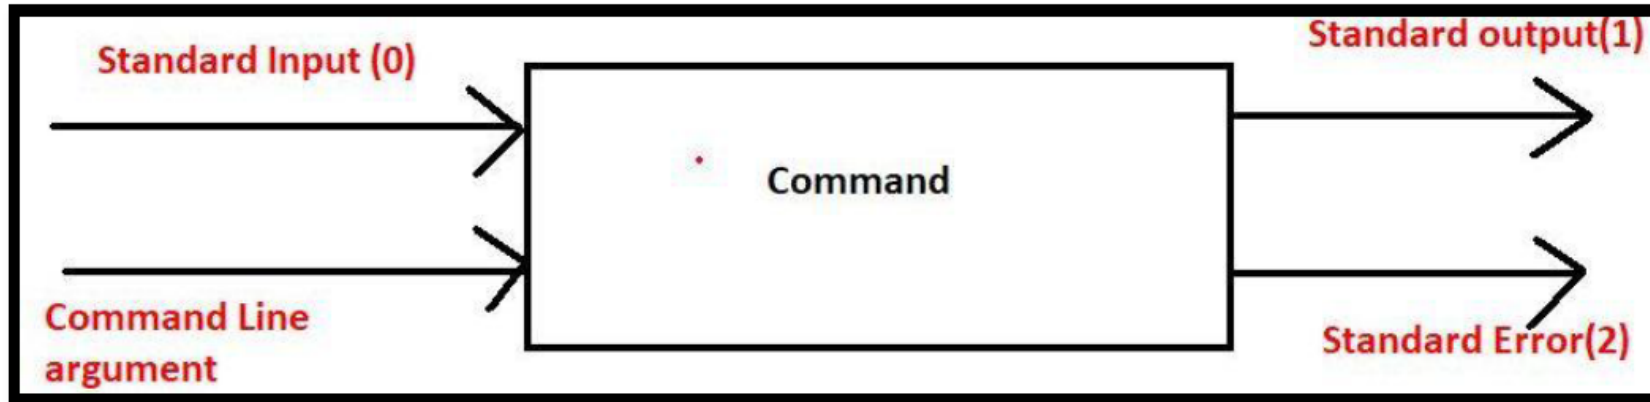 Standard Input (0)
Standard output(1)
Command
Command Line
argument
Standard Error(2)